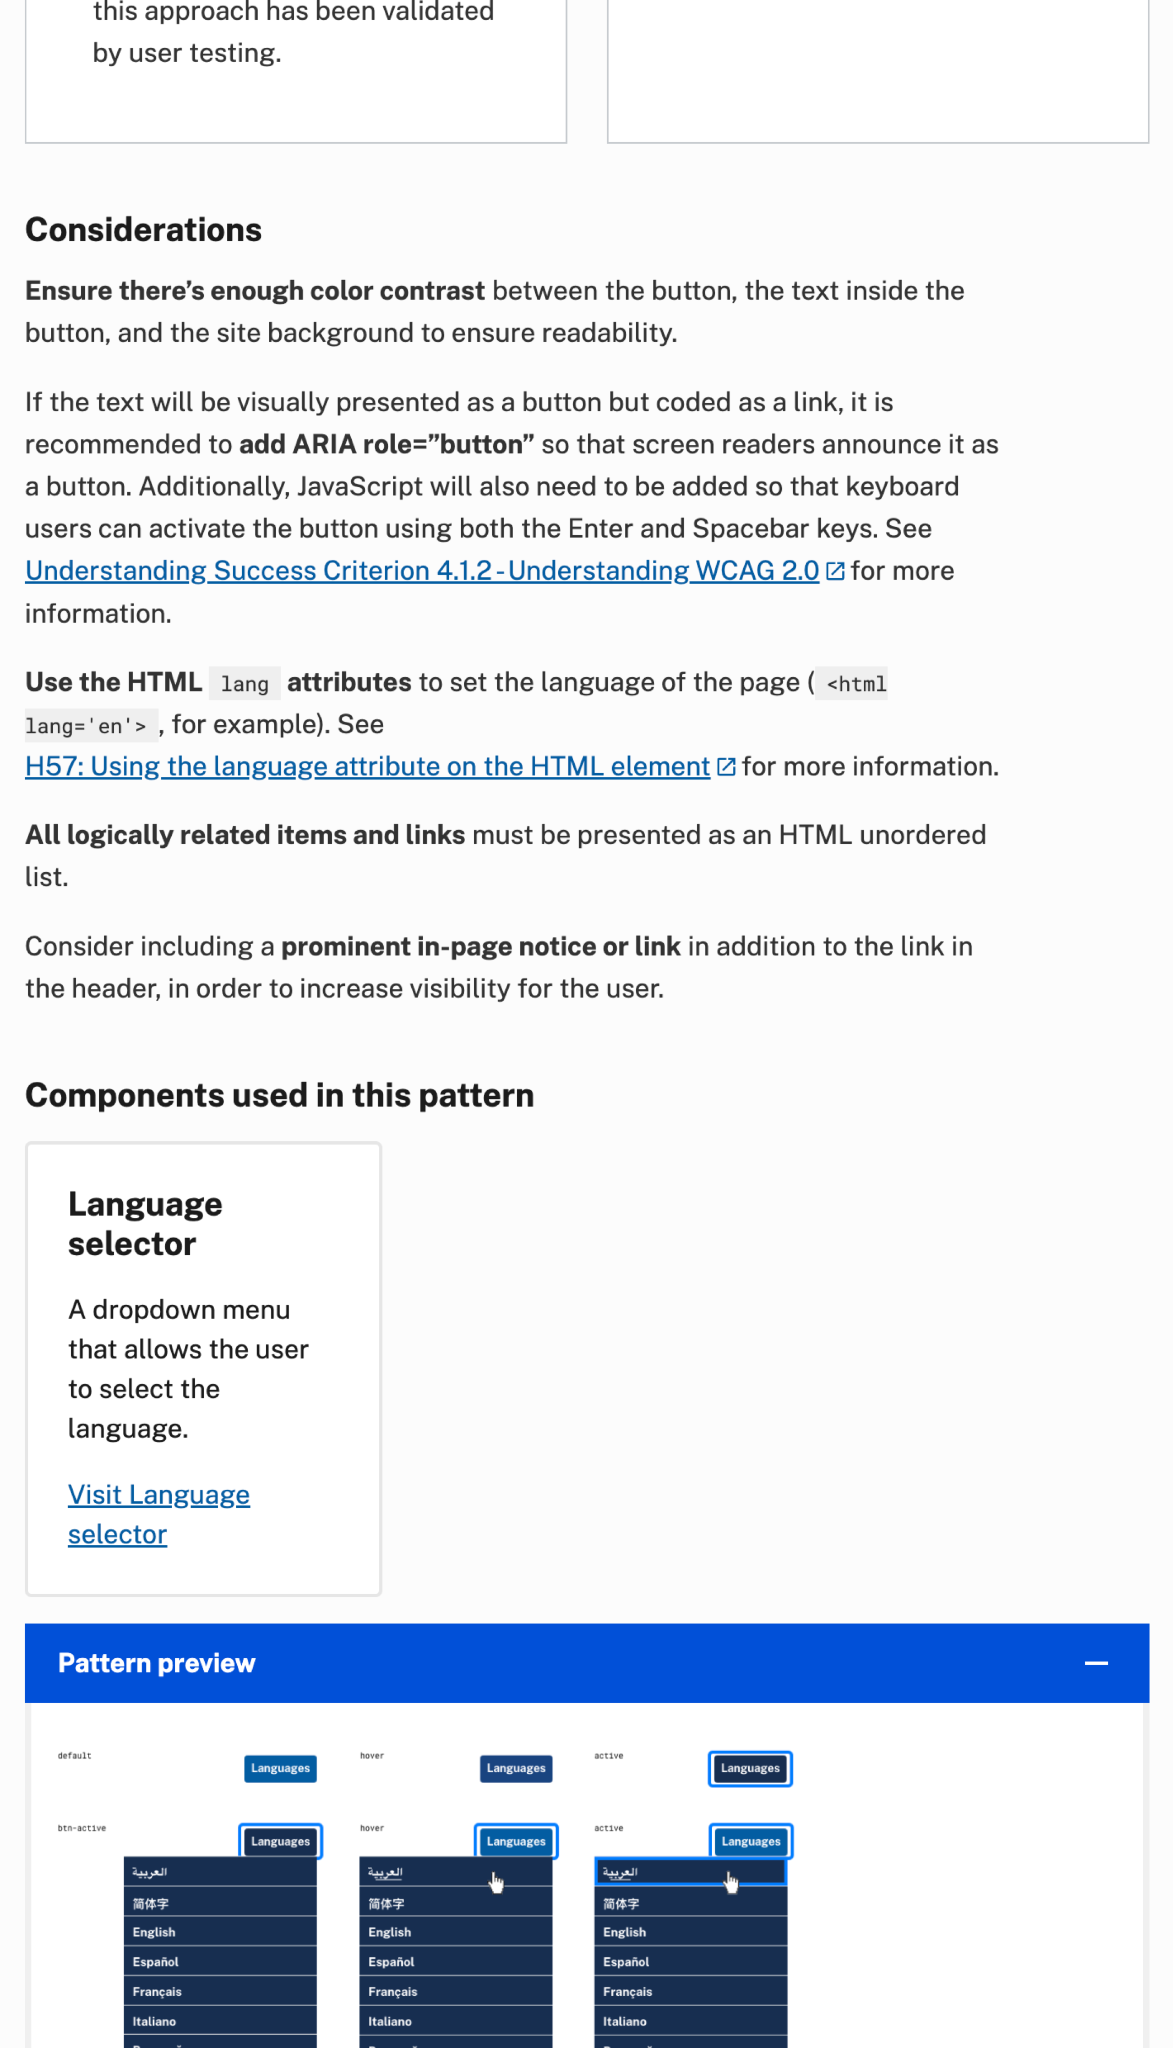 this approach has been validated
by user testing.
Considerations
Ensure there’s enough color contrast between the button, the text inside the
button, and the site background to ensure readability.
If the text will be visually presented as a button but coded as a link, it is
recommended to add ARIA role=”button” so that screen readers announce it as
a button. Additionally, JavaScript will also need to be added so that keyboard
users can activate the button using both the Enter and Spacebar keys. See
Understanding Success Criterion 4.1.2 - Understanding WCAG 2.0 for more
information.
Use the HTML lang attributes to set the language of the page ( <html
lang='en'> , for example). See
H57: Using the language attribute on the HTML element for more information.
All logically related items and links must be presented as an HTML unordered
list.
Consider including a prominent in-page notice or link in addition to the link in
the header, in order to increase visibility for the user.
Components used in this pattern
Language
selector
A dropdown menu
that allows the user
to select the
language.
Visit Language
selector
Pattern preview
default Languages hover Languages active Languages
btn-active Languages hover Languages active Languages
العربية العربية العربية
简体字 简体字 简体字
English English English
Español Español Español
Français Français Français
Italiano Italiano Italiano